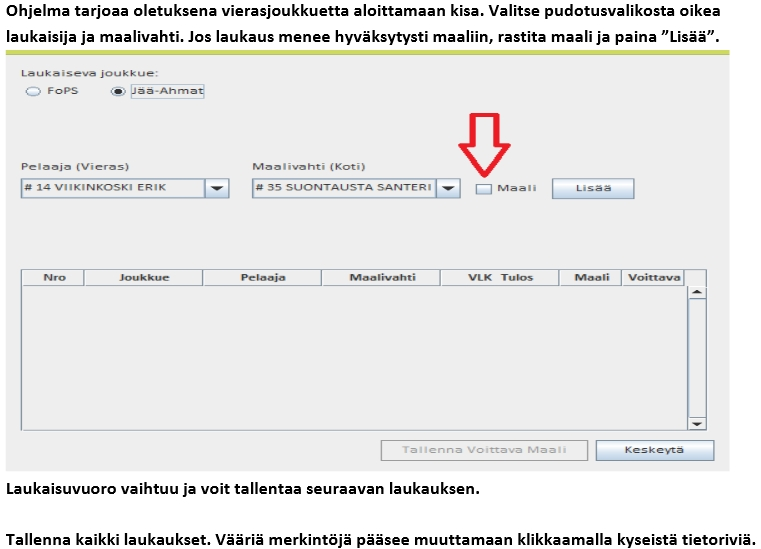 Ohjelma tarjoaa oletuksena vierasjoukkuetta aloittamaan kisa. Valitse pudotusvalikosta oikea
laukaisija ja maalivahti. Jos laukaus menee hyväksytysti maaliin, rastita maali ja paina ”Lisää”.
Laukaiseva joukkue:
FoPS Jää-Ahmat
Pelaaja (Vieras) Maalivahti (Koti)
# 14 VIIKINKOSKI ERIK # 35 SUONTAUSTA SANTERI Maali Lisää
Nro Joukkue Pelaaja Maalivahti VLK Tulos Maali Voittava
Tallenna Voittava Maali Keskeytä
Laukaisuvuoro vaihtuu ja voit tallentaa seuraavan laukauksen.
Tallenna kaikki laukaukset. Vääriä merkintöjä pääsee muuttamaan klikkaamalla kyseistä tietoriviä.